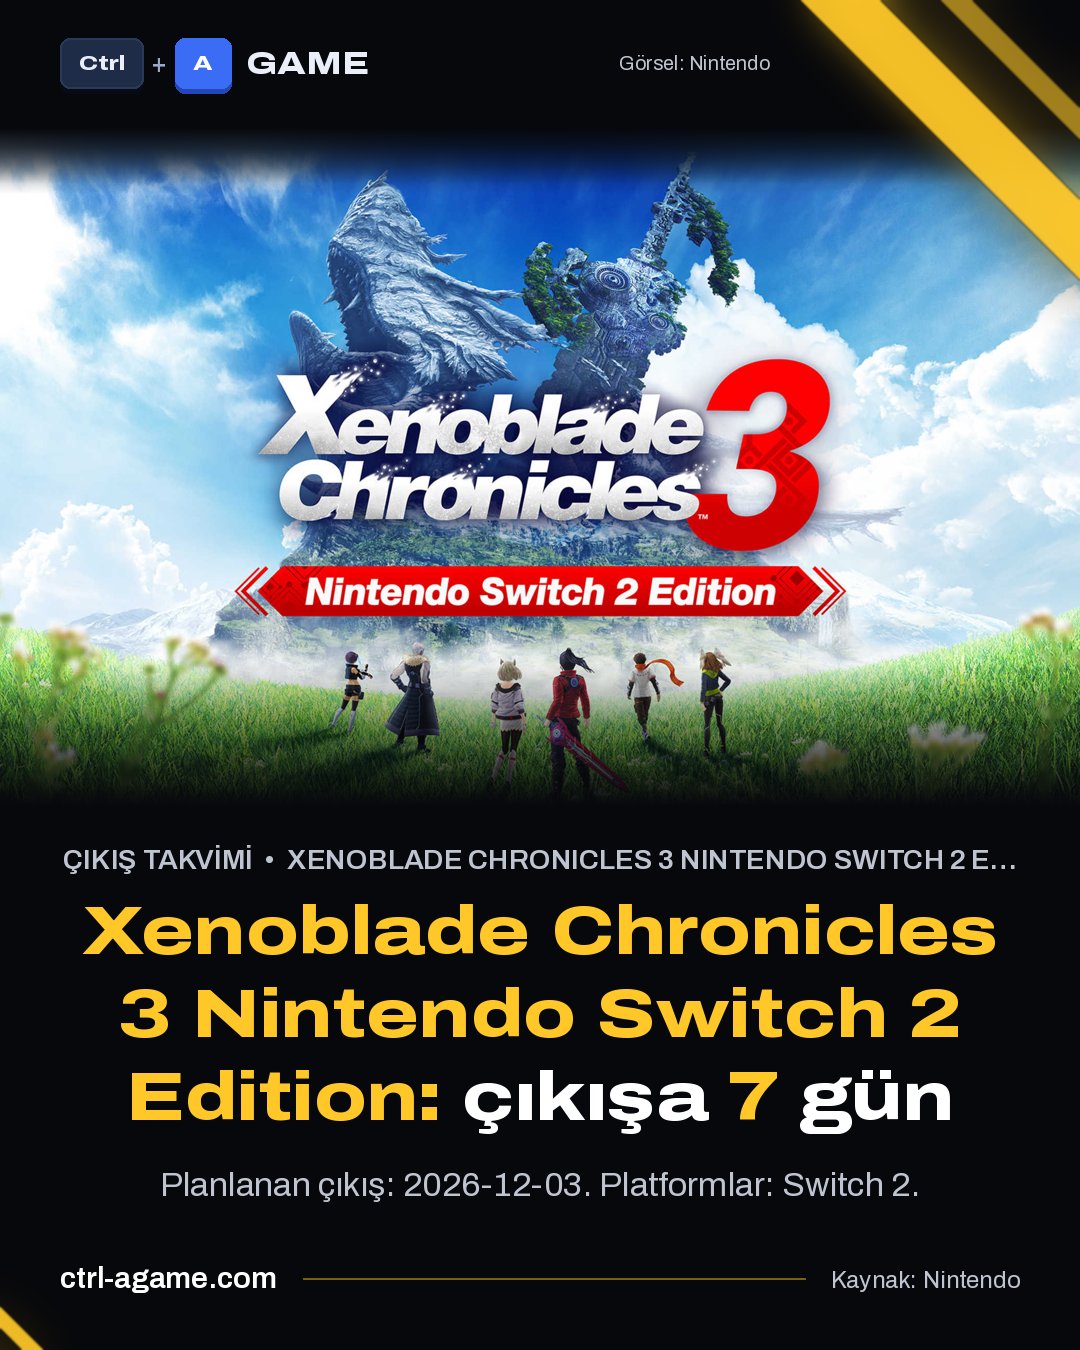 Ctrl + A GAME
Görsel: Nintendo
Xenoblade
Chronicles 3
™
Nintendo Switch 2 Edition
ÇIKIŞ TAKVİMİ • XENOBLADE CHRONICLES 3 NINTENDO SWITCH 2 E...
Xenoblade Chronicles
3 Nintendo Switch 2
Edition: çıkışa 7 gün
Planlanan çıkış: 2026-12-03. Platformlar: Switch 2.
ctrl-agame.com
Kaynak: Nintendo